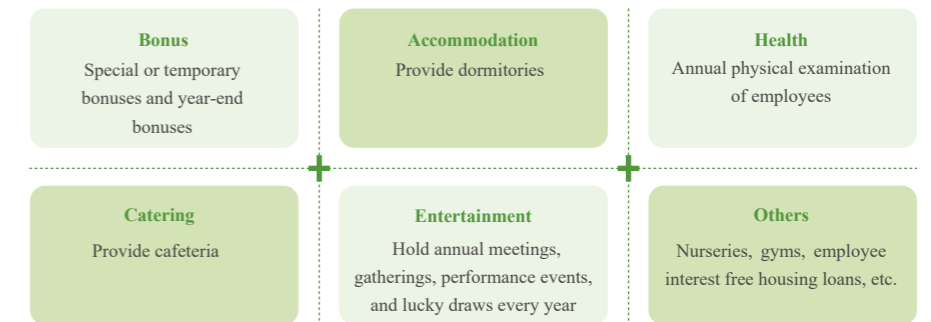 Bonus
Special or temporary
bonuses and year-end
bonuses
Accommodation
Provide dormitories
Health
Annual physical examination
of employees
Catering
Provide cafeteria
Entertainment
Hold annual meetings,
gatherings, performance events,
and lucky draws every year
Others
Nurseries, gyms, employee
interest free housing loans, etc.